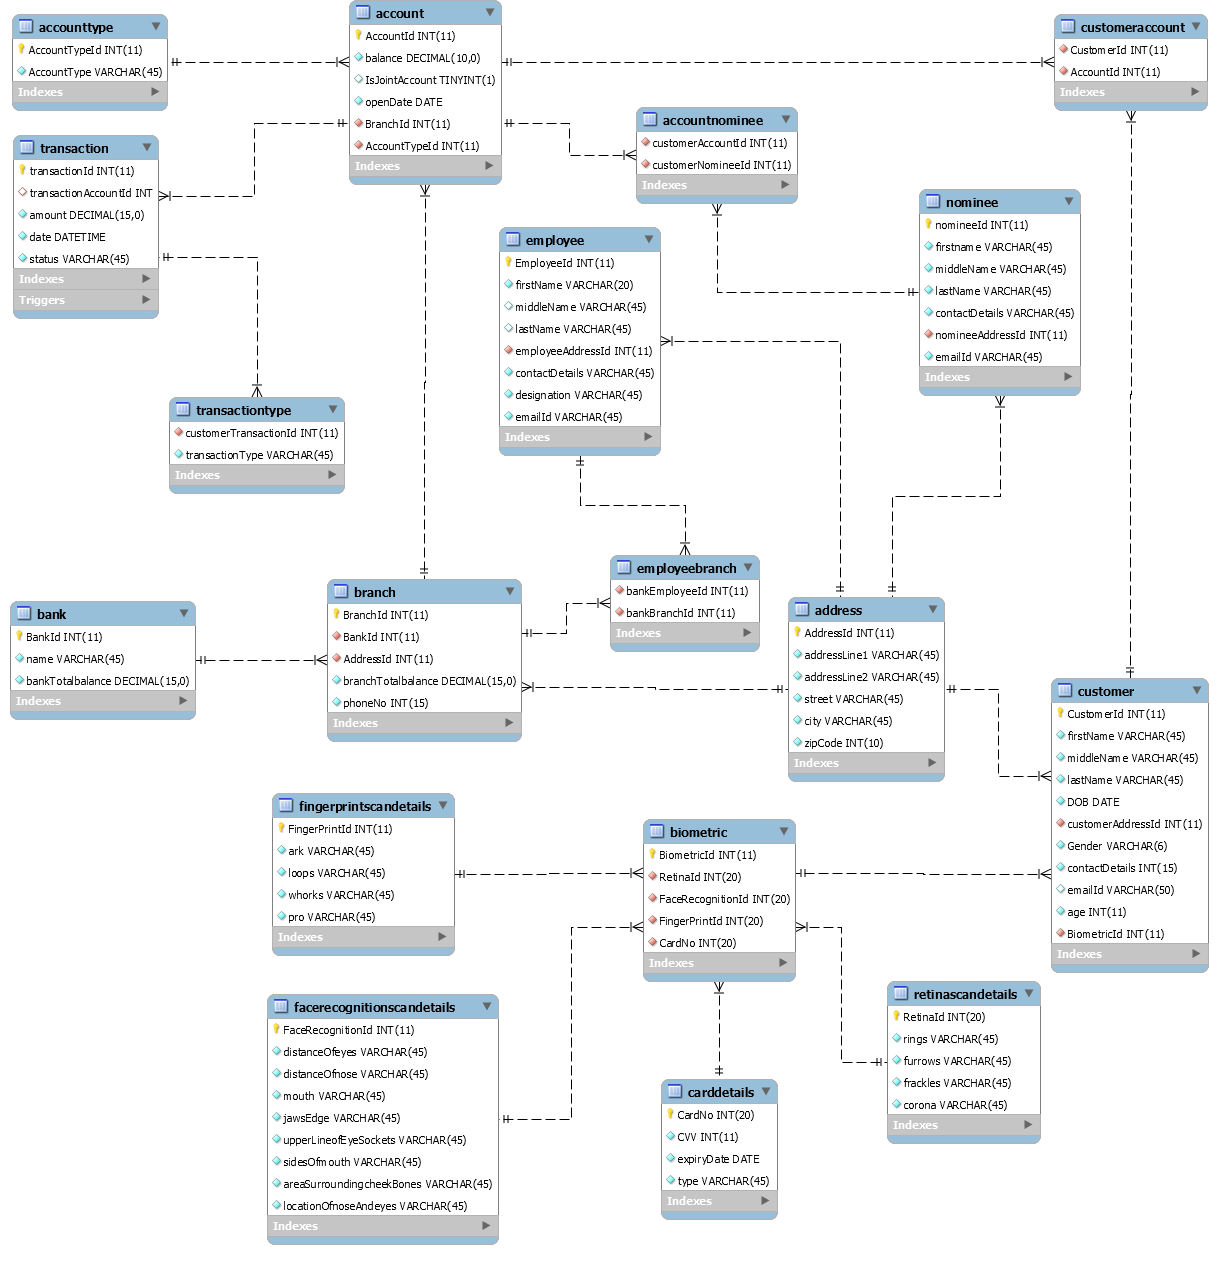 accounttype
AccountTypeId INT(11)
AccountType VARCHAR(45)
Indexes
account
AccountId INT(11)
balance DECIMAL(10,0)
IsJointAccount TINYINT(1)
openDate DATE
BranchId INT(11)
AccountTypeId INT(11)
Indexes
customeraccount
CustomerId INT(11)
AccountId INT(11)
Indexes
transaction
transactionId INT(11)
transactionAccountId INT
amount DECIMAL(15,0)
date DATETIME
status VARCHAR(45)
Indexes
Triggers
accountnominee
customerAccountId INT(11)
customerNomineeId INT(11)
Indexes
nominee
nomineeId INT(11)
firstname VARCHAR(45)
middleName VARCHAR(45)
lastName VARCHAR(45)
contactDetails VARCHAR(45)
nomineeAddressId INT(11)
emailId VARCHAR(45)
Indexes
employee
EmployeeId INT(11)
firstName VARCHAR(20)
middleName VARCHAR(45)
lastName VARCHAR(45)
employeeAddressId INT(11)
contactDetails VARCHAR(45)
designation VARCHAR(45)
emailId VARCHAR(45)
Indexes
transactiontype
customerTransactionId INT(11)
transactionType VARCHAR(45)
Indexes
employeebranch
bankEmployeeId INT(11)
bankBranchId INT(11)
Indexes
bank
BankId INT(11)
name VARCHAR(45)
bankTotalbalance DECIMAL(15,0)
Indexes
branch
BranchId INT(11)
BankId INT(11)
AddressId INT(11)
branchTotalbalance DECIMAL(15,0)
phoneNo INT(15)
Indexes
address
AddressId INT(11)
addressLine1 VARCHAR(45)
addressLine2 VARCHAR(45)
street VARCHAR(45)
city VARCHAR(45)
zipCode INT(10)
Indexes
customer
CustomerId INT(11)
firstName VARCHAR(45)
middleName VARCHAR(45)
lastName VARCHAR(45)
DOB DATE
customerAddressId INT(11)
Gender VARCHAR(6)
contactDetails INT(15)
emailId VARCHAR(50)
age INT(11)
BiometricId INT(11)
Indexes
fingerprintscandetails
FingerPrintId INT(11)
ark VARCHAR(45)
loops VARCHAR(45)
whorks VARCHAR(45)
pro VARCHAR(45)
Indexes
biometric
BiometricId INT(11)
RetinaId INT(20)
FaceRecognitionId INT(20)
FingerPrintId INT(20)
CardNo INT(20)
Indexes
facerecognitionscandetails
FaceRecognitionId INT(11)
distanceOfeyes VARCHAR(45)
distanceOfnose VARCHAR(45)
mouth VARCHAR(45)
jawsEdge VARCHAR(45)
upperLineofEyeSockets VARCHAR(45)
sidesOfmouth VARCHAR(45)
areaSurroundingcheekBones VARCHAR(45)
locationOfnoseAndeyes VARCHAR(45)
Indexes
retinascandetails
RetinaId INT(20)
rings VARCHAR(45)
furrows VARCHAR(45)
frackles VARCHAR(45)
corona VARCHAR(45)
Indexes
carddetails
CardNo INT(20)
CVV INT(11)
expiryDate DATE
type VARCHAR(45)
Indexes